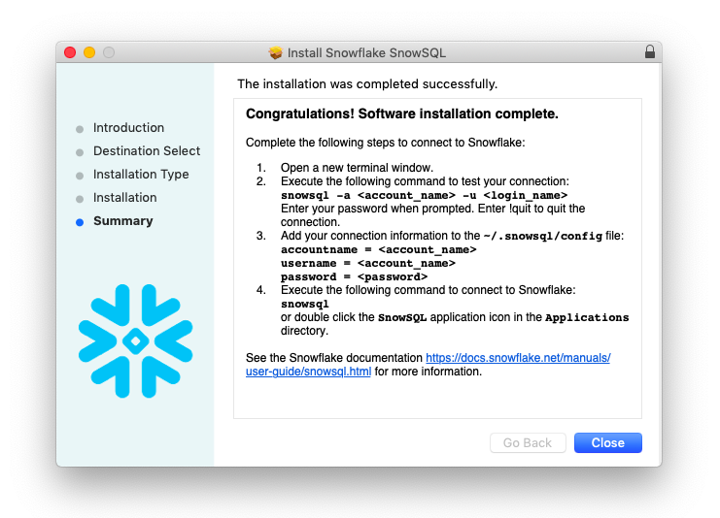 Install Snowflake SnowSQL
The installation was completed successfully.
Introduction
Destination Select
Installation Type
Installation
Summary
Congratulations! Software installation complete.
Complete the following steps to connect to Snowflake:
1. Open a new terminal window.
2. Execute the following command to test your connection:
snowsql -a <account_name> -u <login_name>
Enter your password when prompted. Enter !quit to quit the
connection.
3. Add your connection information to the ~/.snowsql/config file:
accountname = <account_name>
username = <account_name>
password = <password>
4. Execute the following command to connect to Snowflake:
snowsql
or double click the SnowSQL application icon in the Applications
directory.
See the Snowflake documentation https://docs.snowflake.net/manuals/
user-guide/snowsql.html for more information.
Go Back
Close